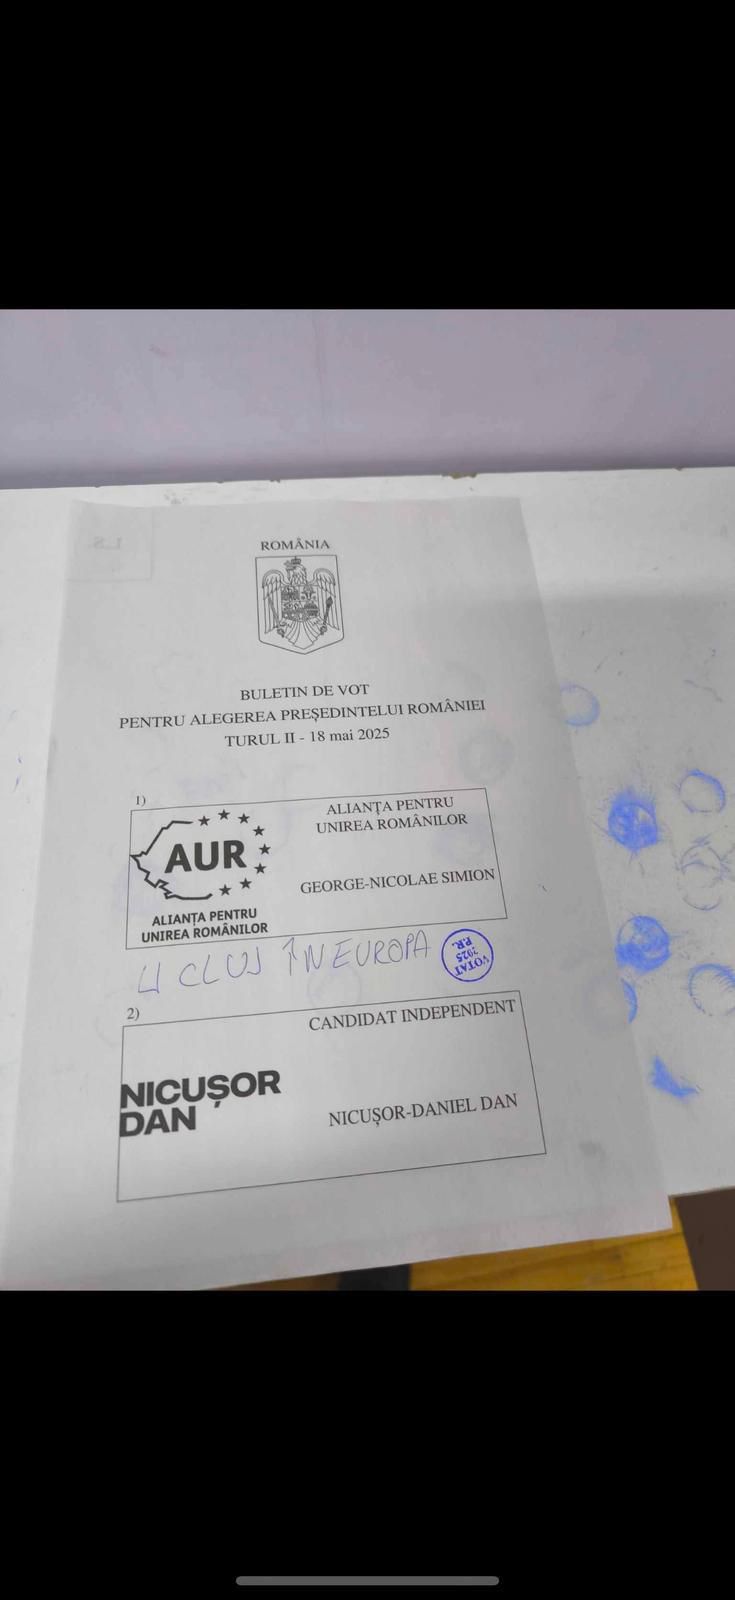 L.S.
ROMÂNIA
BULETIN DE VOT
PENTRU ALEGEREA PREȘEDINTELUI ROMÂNIEI
TURUL II - 18 mai 2025
1)
AUR
ALIANȚA PENTRU
UNIREA ROMÂNILOR
ALIANȚA PENTRU
UNIREA ROMÂNILOR
GEORGE-NICOLAE SIMION
U CLUJ ÎN EUROPA
VOTAT
2025
P.R.
2)
NICUȘOR
DAN
CANDIDAT INDEPENDENT
NICUȘOR-DANIEL DAN